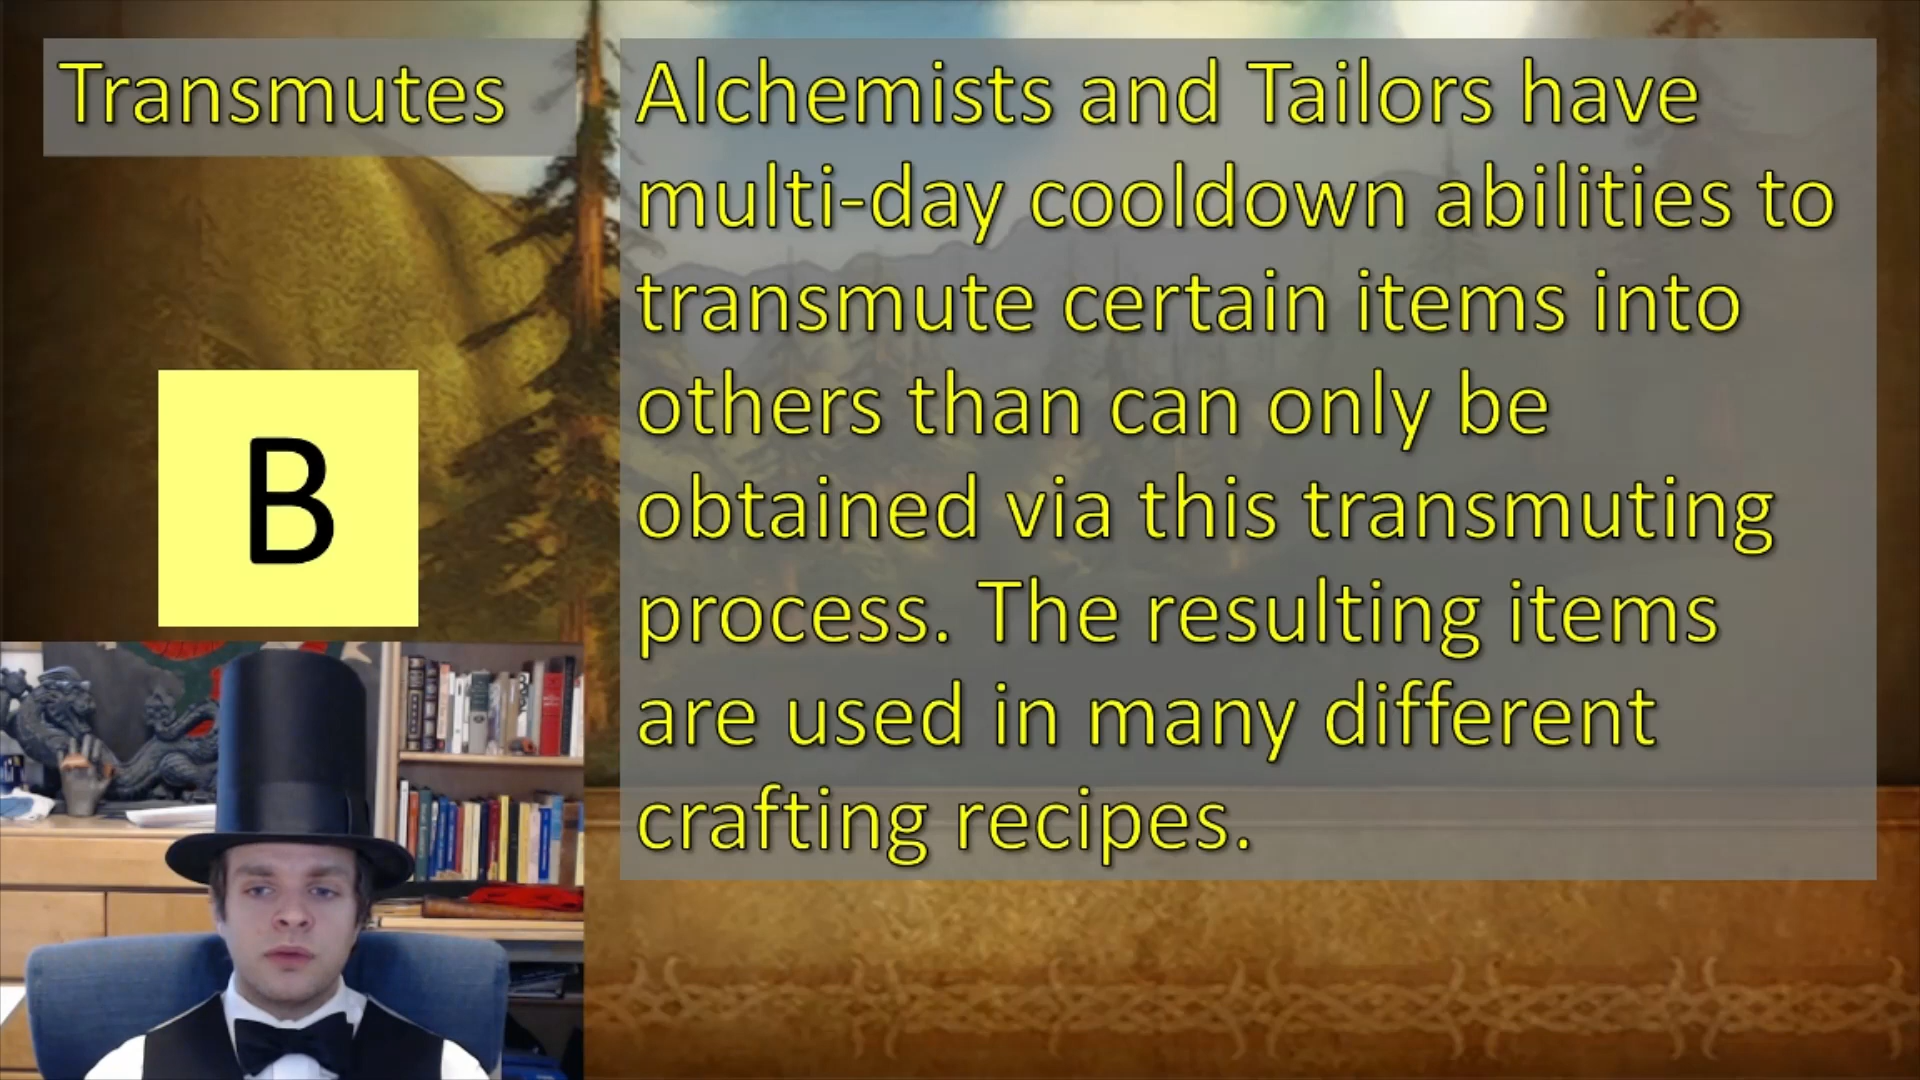 Transmutes
B
Alchemists and Tailors have
multi-day cooldown abilities to
transmute certain items into
others than can only be
obtained via this transmuting
process. The resulting items
are used in many different
crafting recipes.